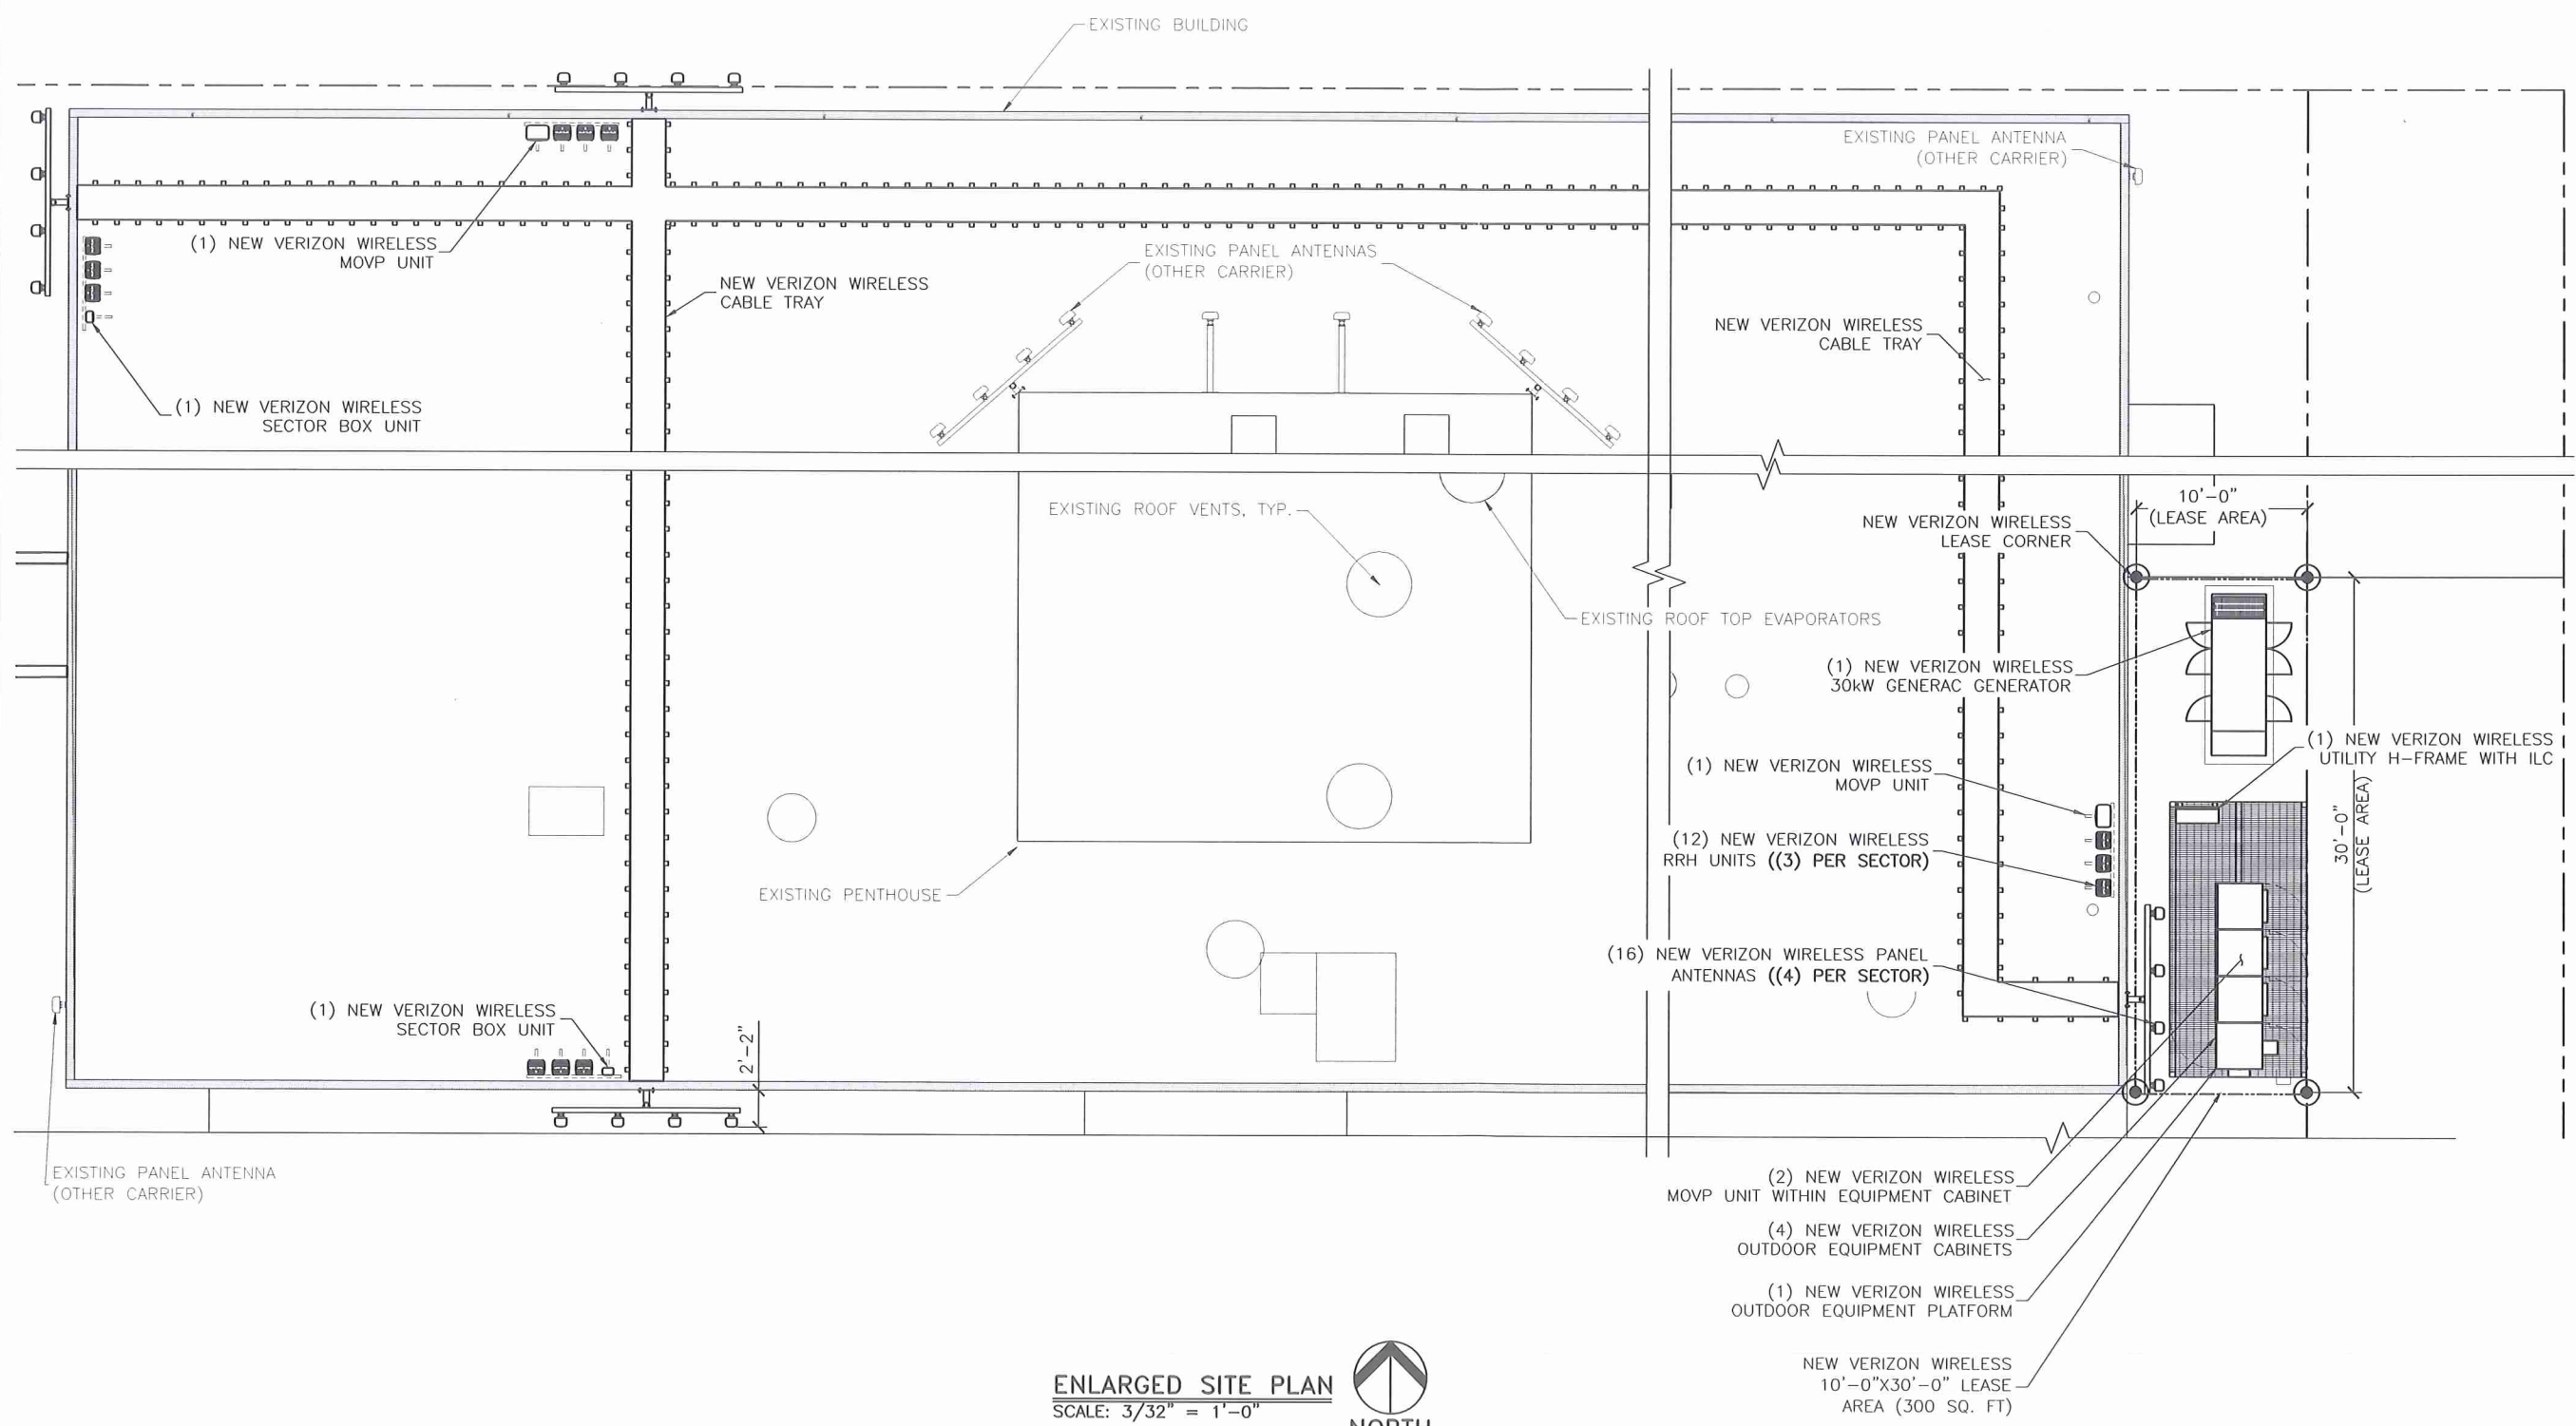 EXISTING BUILDING
EXISTING PANEL ANTENNA
(OTHER CARRIER)
(1) NEW VERIZON WIRELESS
MOVP UNIT
EXISTING PANEL ANTENNAS
(OTHER CARRIER)
NEW VERIZON WIRELESS
CABLE TRAY
NEW VERIZON WIRELESS
CABLE TRAY
(1) NEW VERIZON WIRELESS
SECTOR BOX UNIT
10'-0"
(LEASE AREA)
EXISTING ROOF VENTS, TYP.
NEW VERIZON WIRELESS
LEASE CORNER
EXISTING ROOF TOP EVAPORATORS
(1) NEW VERIZON WIRELESS
30kW GENERAC GENERATOR
(1) NEW VERIZON WIRELESS
UTILITY H-FRAME WITH ILC
(1) NEW VERIZON WIRELESS
MOVP UNIT
30'-0"
(LEASE AREA)
(12) NEW VERIZON WIRELESS
RRH UNITS ((3) PER SECTOR)
EXISTING PENTHOUSE
(16) NEW VERIZON WIRELESS PANEL
ANTENNAS ((4) PER SECTOR)
(1) NEW VERIZON WIRELESS
SECTOR BOX UNIT
2'-2"
EXISTING PANEL ANTENNA
(OTHER CARRIER)
(2) NEW VERIZON WIRELESS
MOVP UNIT WITHIN EQUIPMENT CABINET
(4) NEW VERIZON WIRELESS
OUTDOOR EQUIPMENT CABINETS
(1) NEW VERIZON WIRELESS
OUTDOOR EQUIPMENT PLATFORM
NEW VERIZON WIRELESS
10'-0"X30'-0" LEASE
AREA (300 SQ. FT)
ENLARGED SITE PLAN
SCALE: 3/32" = 1'-0"
NORTH